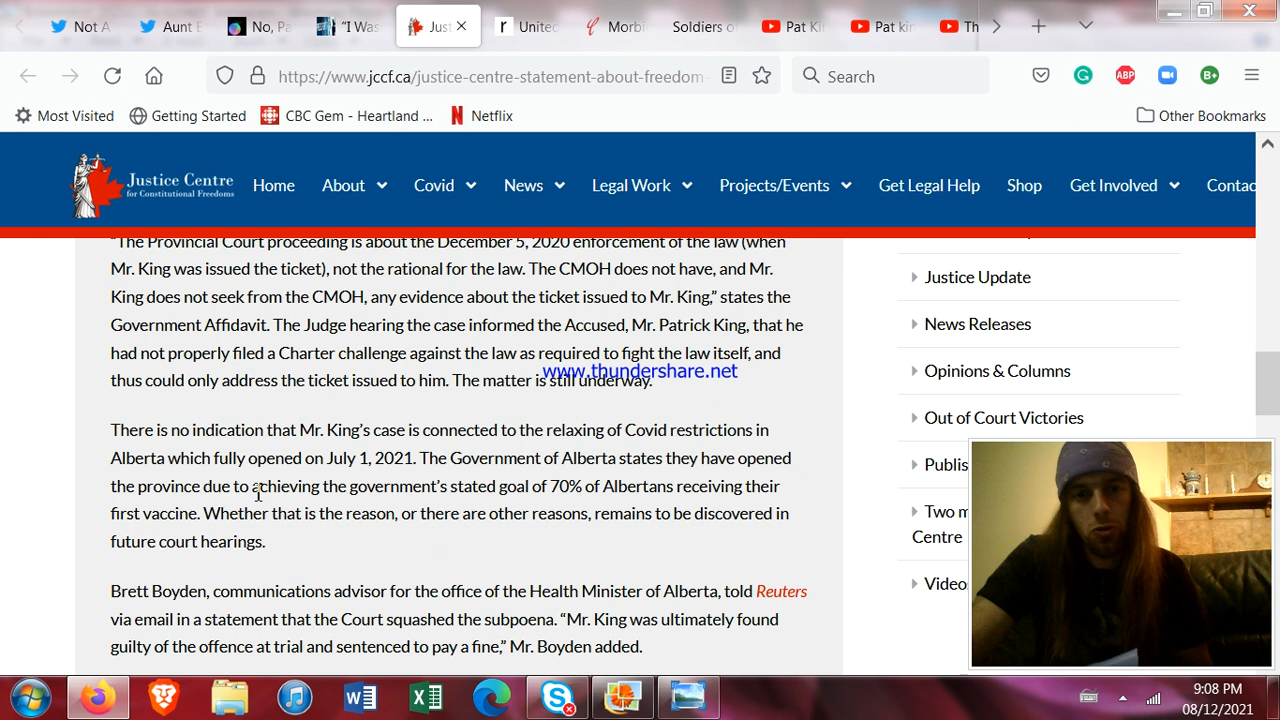 Not A
Aunt E
No, Pa
“I Was
Just
Unite
Morbi
Soldiers of
Pat Kin
Pat kin
Th
https://www.jccf.ca/justice-centre-statement-about-freedom-
Search
Most Visited
Getting Started
CBC Gem - Heartland ...
Netflix
Other Bookmarks
Justice Centre
for Constitutional Freedoms
Home
About
Covid
News
Legal Work
Projects/Events
Get Legal Help
Shop
Get Involved
Contac
“The Provincial Court proceeding is about the December 5, 2020 enforcement of the law (when
Mr. King was issued the ticket), not the rational for the law. The CMOH does not have, and Mr.
King does not seek from the CMOH, any evidence about the ticket issued to Mr. King,” states the
Government Affidavit. The Judge hearing the case informed the Accused, Mr. Patrick King, that he
had not properly filed a Charter challenge against the law as required to fight the law itself, and
thus could only address the ticket issued to him. The matter is still underway.
www.thundershare.net
There is no indication that Mr. King’s case is connected to the relaxing of Covid restrictions in
Alberta which fully opened on July 1, 2021. The Government of Alberta states they have opened
the province due to achieving the government’s stated goal of 70% of Albertans receiving their
first vaccine. Whether that is the reason, or there are other reasons, remains to be discovered in
future court hearings.
Brett Boyden, communications advisor for the office of the Health Minister of Alberta, told Reuters
via email in a statement that the Court squashed the subpoena. “Mr. King was ultimately found
guilty of the offence at trial and sentenced to pay a fine,” Mr. Boyden added.
Justice Update
News Releases
Opinions & Columns
Out of Court Victories
Publis
Two m
Centre
Video
ABP
B+
9:08 PM
08/12/2021